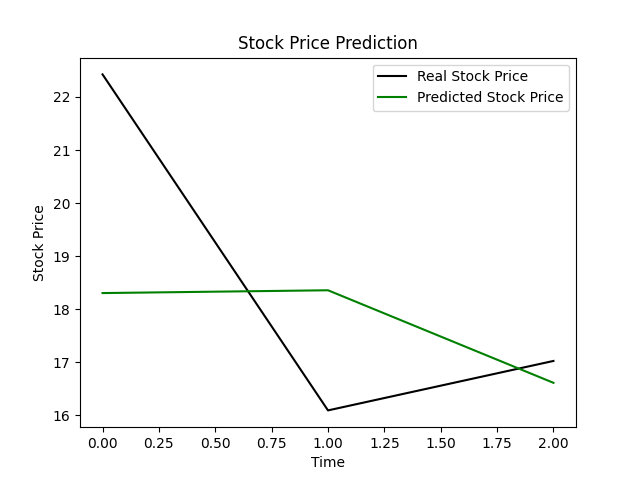 Stock Price Prediction
Real Stock Price
Predicted Stock Price
Stock Price
22
21
20
19
18
17
16
0.00 0.25 0.50 0.75 1.00 1.25 1.50 1.75 2.00
Time